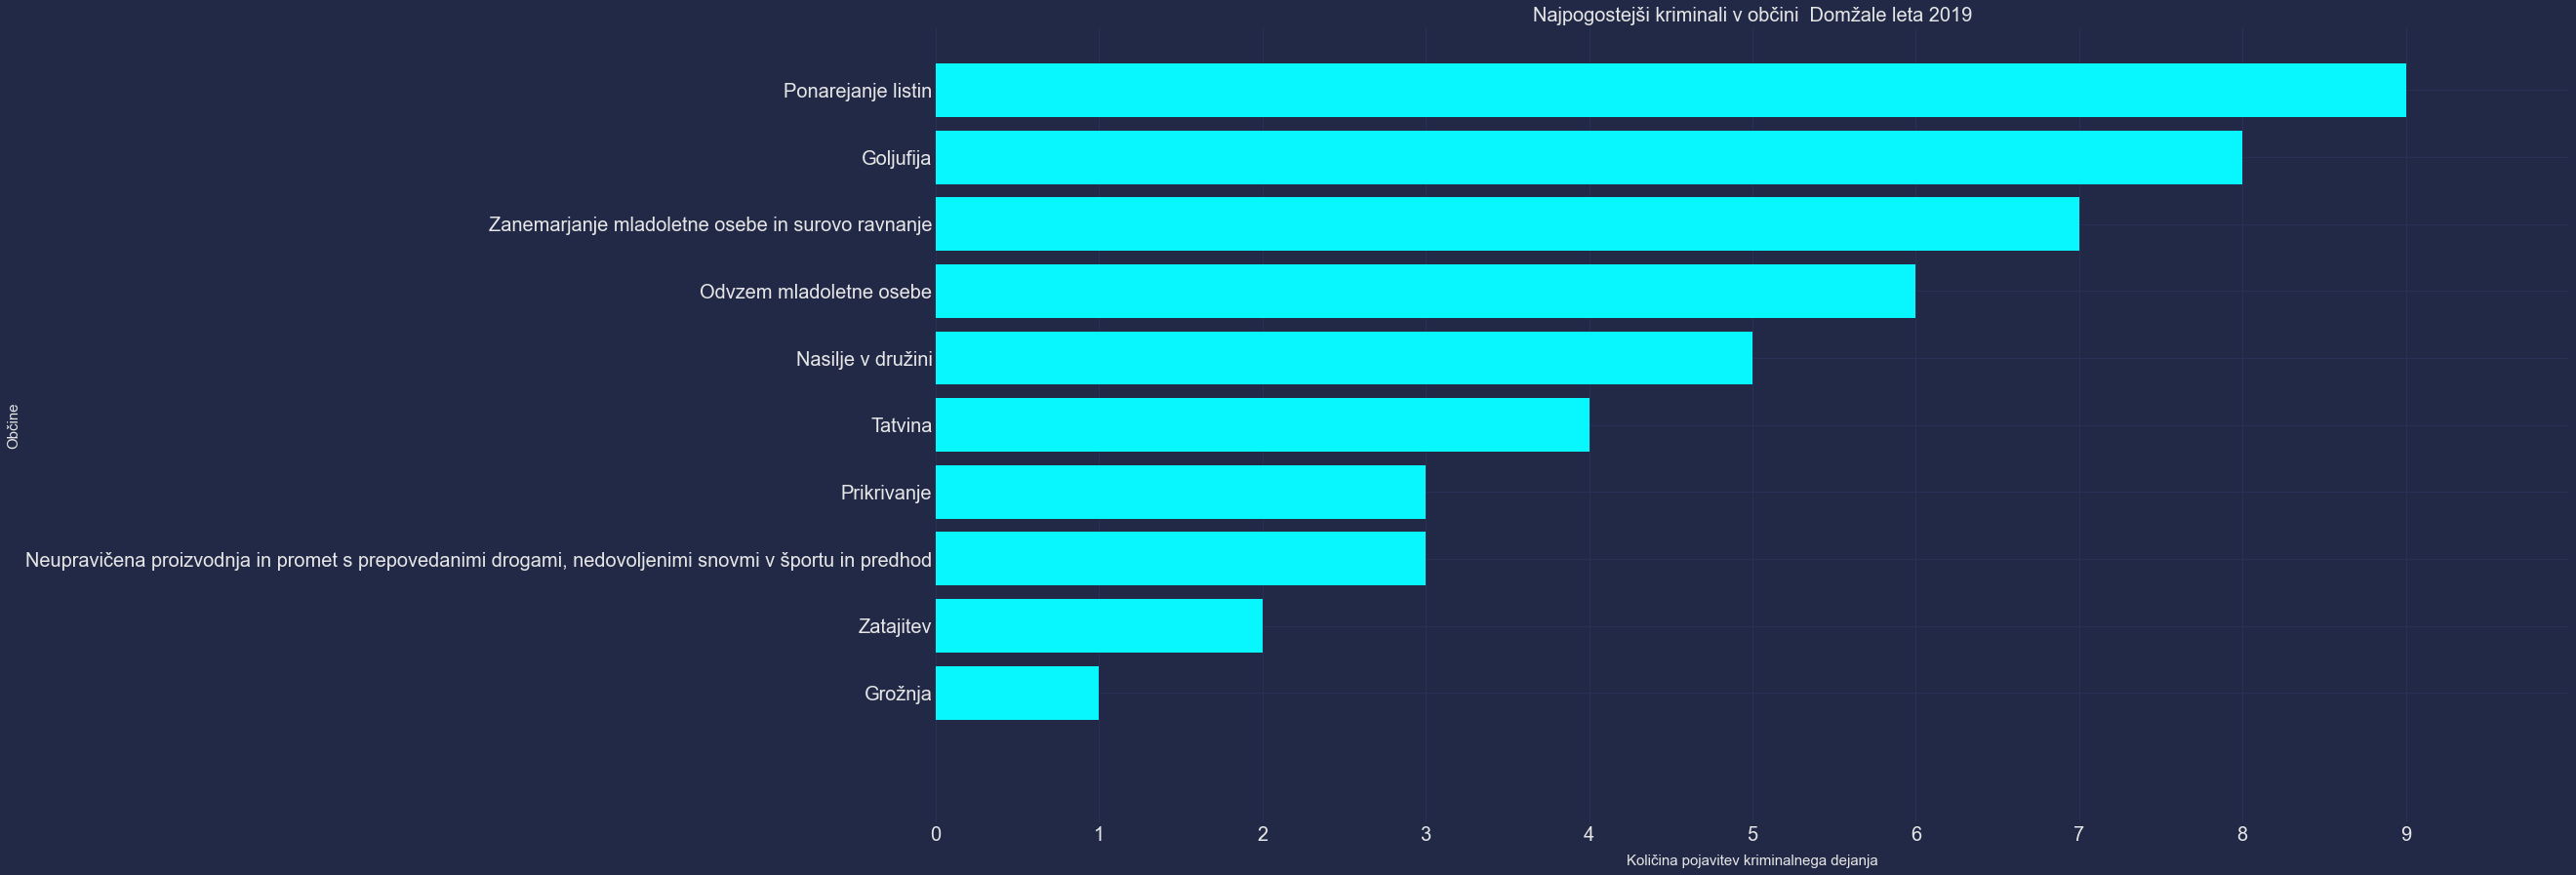 Najpogostejši kriminali v občini  Domžale leta 2019
Ponarejanje listin
Goljufija
Zanemarjanje mladoletne osebe in surovo ravnanje
Odvzem mladoletne osebe
Nasilje v družini
Tatvina
Prikrivanje
Neupravičena proizvodnja in promet s prepovedanimi drogami, nedovoljenimi snovmi v športu in predhod
Zatajitev
Grožnja
Občine
0 1 2 3 4 5 6 7 8 9
Količina pojavitev kriminalnega dejanja